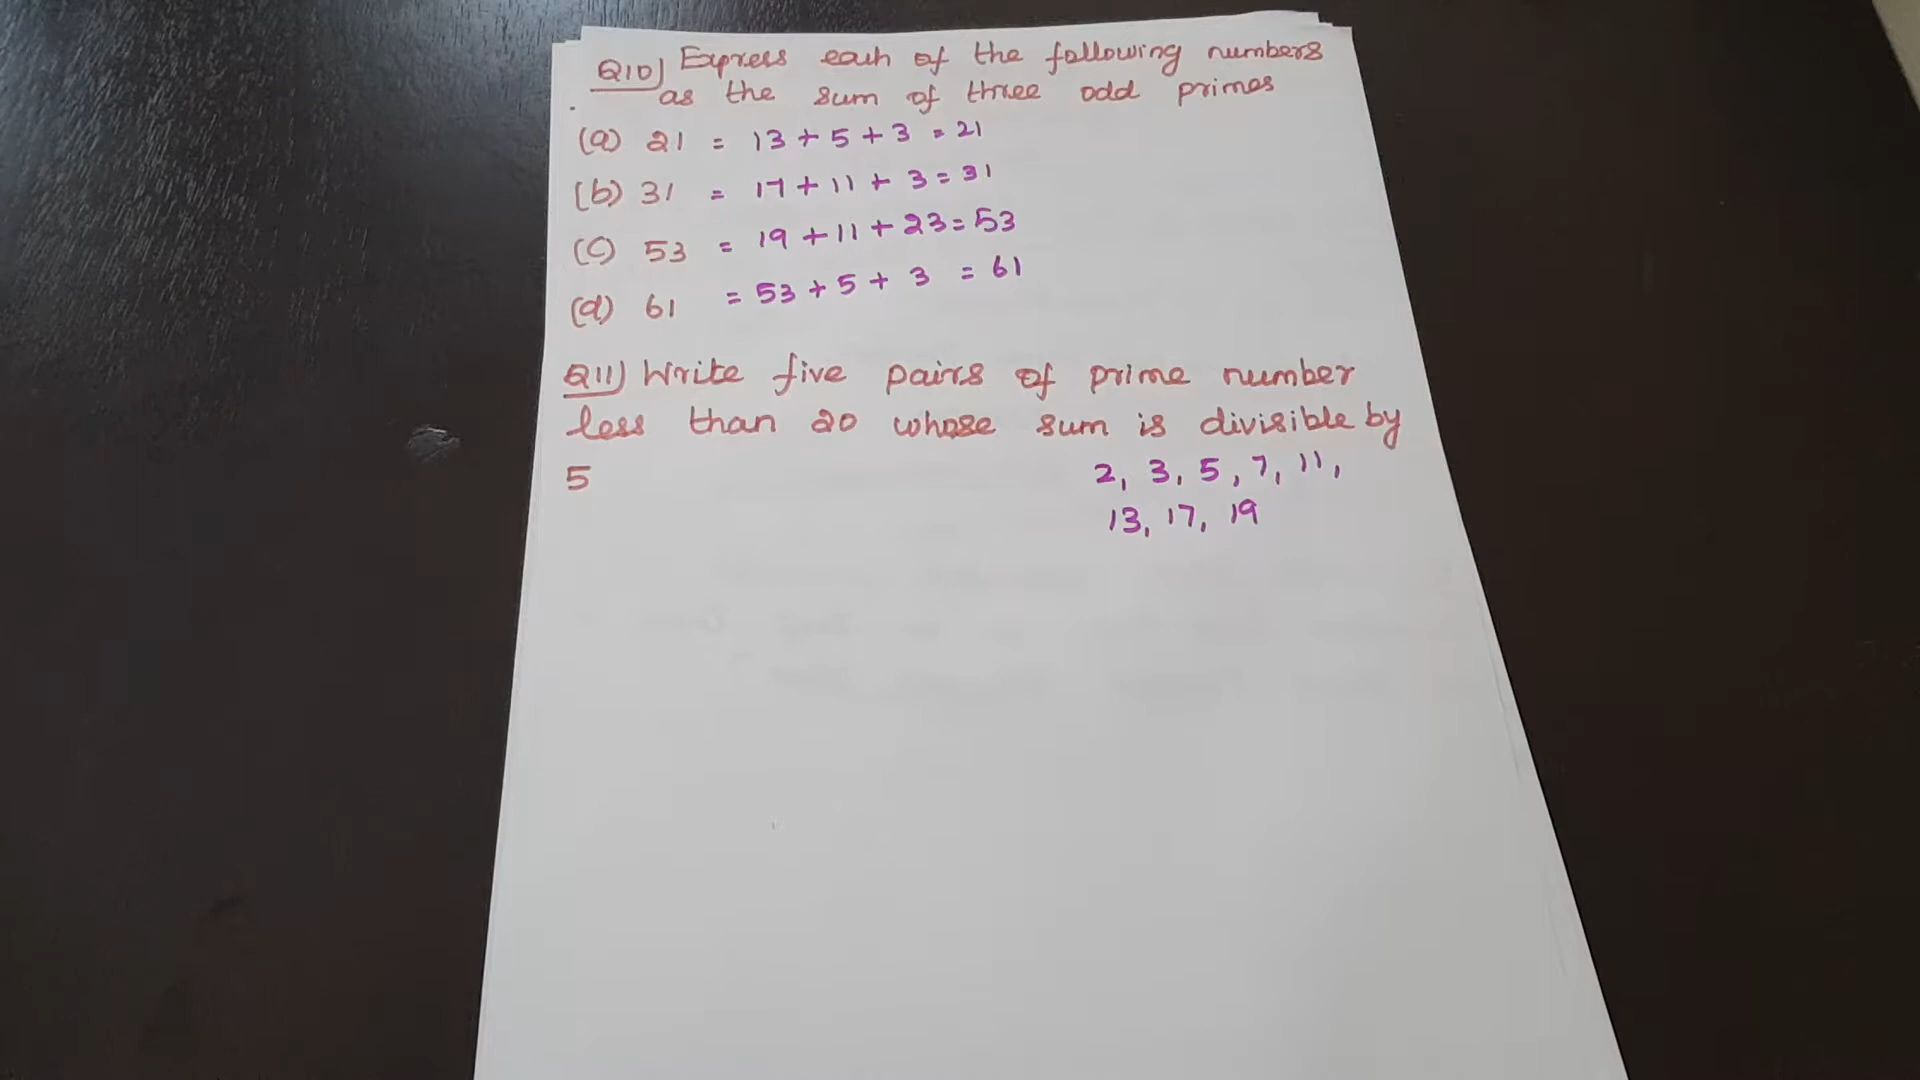 Q10) Express each of the following numbers
as the sum of three odd primes
(a) 21 = 13 + 5 + 3 = 21
(b) 31 = 17 + 11 + 3 = 31
(c) 53 = 19 + 11 + 23 = 53
(d) 61 = 53 + 5 + 3 = 61
Q11) Write five pairs of prime number
less than 20 whose sum is divisible by
5
2, 3, 5, 7, 11,
13, 17, 19